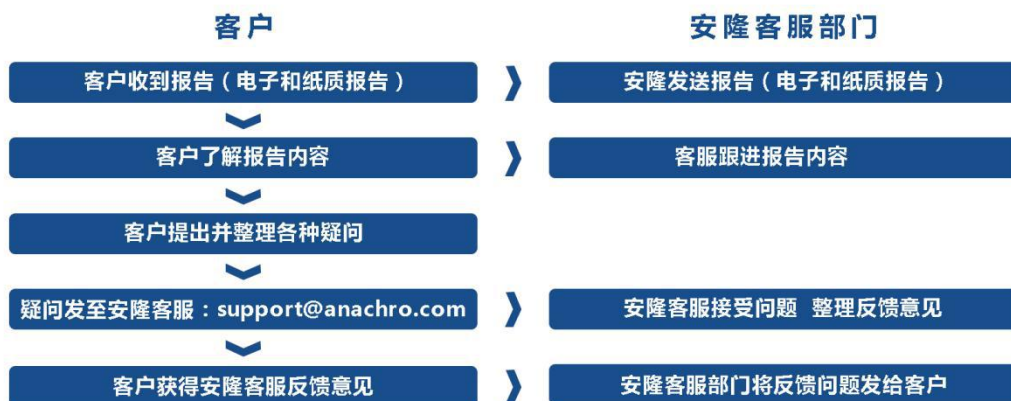 客户
安隆客服部门
客户收到报告（电子和纸质报告）
安隆发送报告（电子和纸质报告）
客户了解报告内容
客服跟进报告内容
客户提出并整理各种疑问
疑问发至安隆客服：support@anachro.com
安隆客服接受问题 整理反馈意见
客户获得安隆客服反馈意见
安隆客服部门将反馈问题发给客户